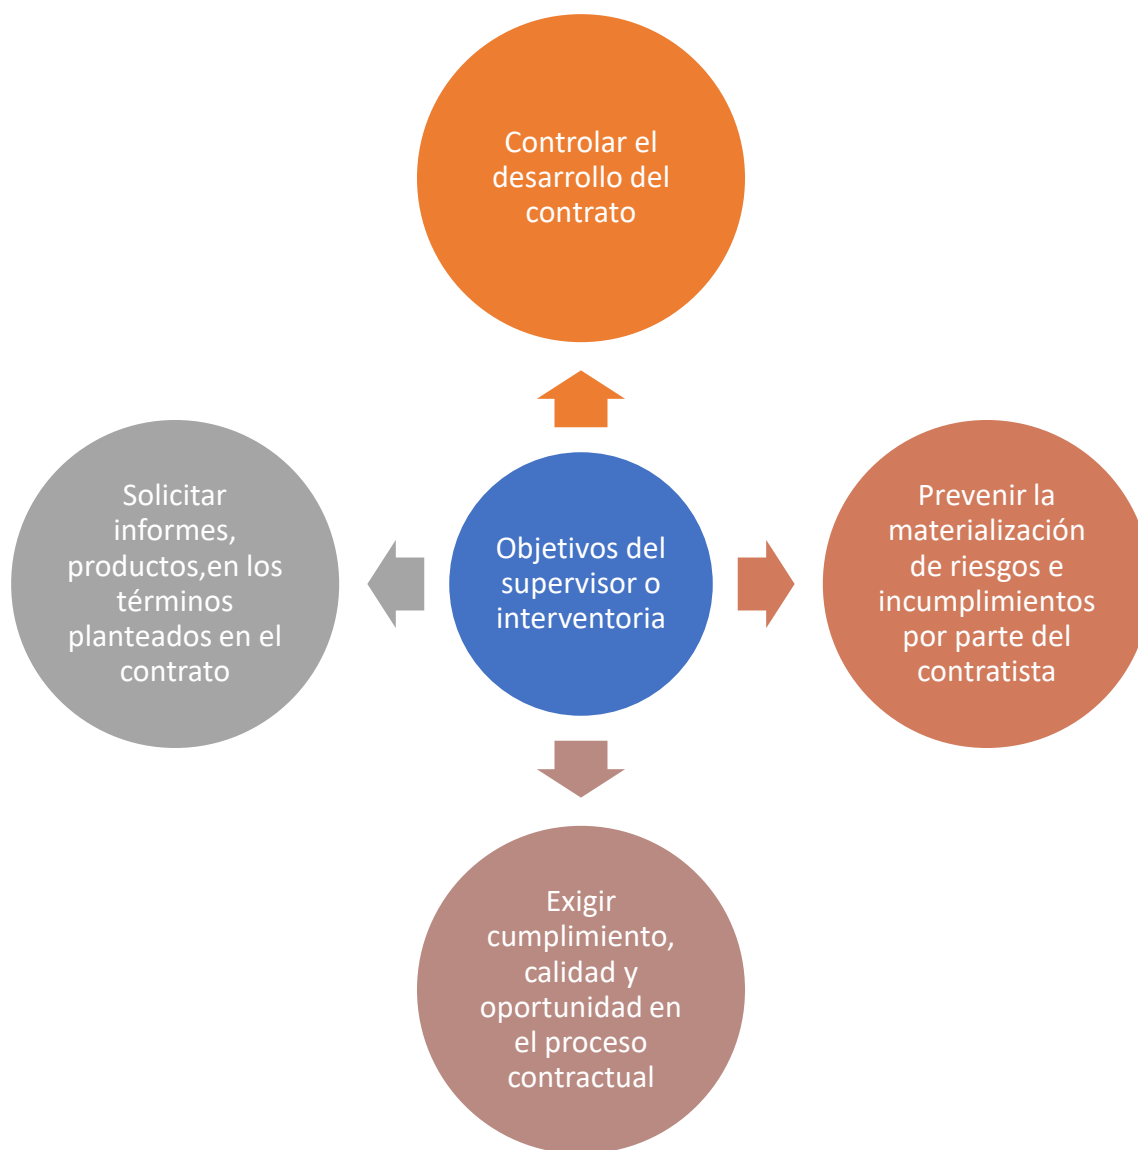 Controlar el
desarrollo del
contrato
Solicitar
informes,
productos,en los
términos
planteados en el
contrato
Objetivos del
supervisor o
interventoria
Prevenir la
materialización
de riesgos e
incumplimientos
por parte del
contratista
Exigir
cumplimiento,
calidad y
oportunidad en
el proceso
contractual